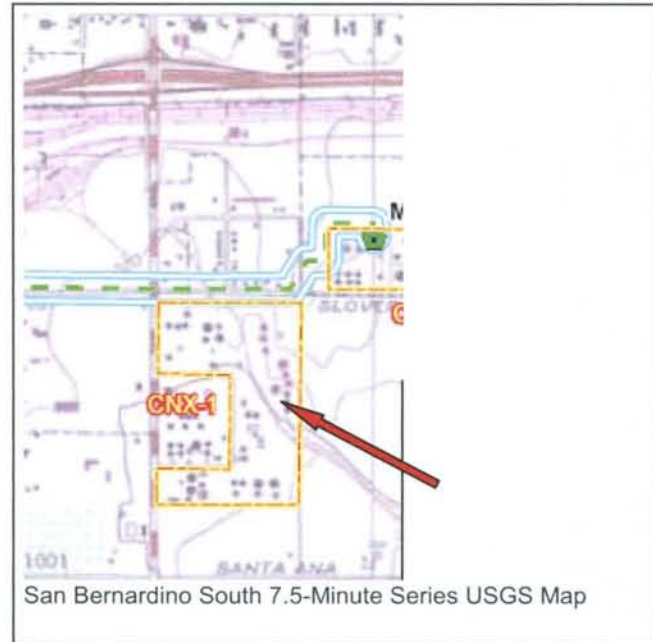 M
SLOVER
C
CNX-1
1001
SANTA ANA
San Bernardino South 7.5-Minute Series USGS Map